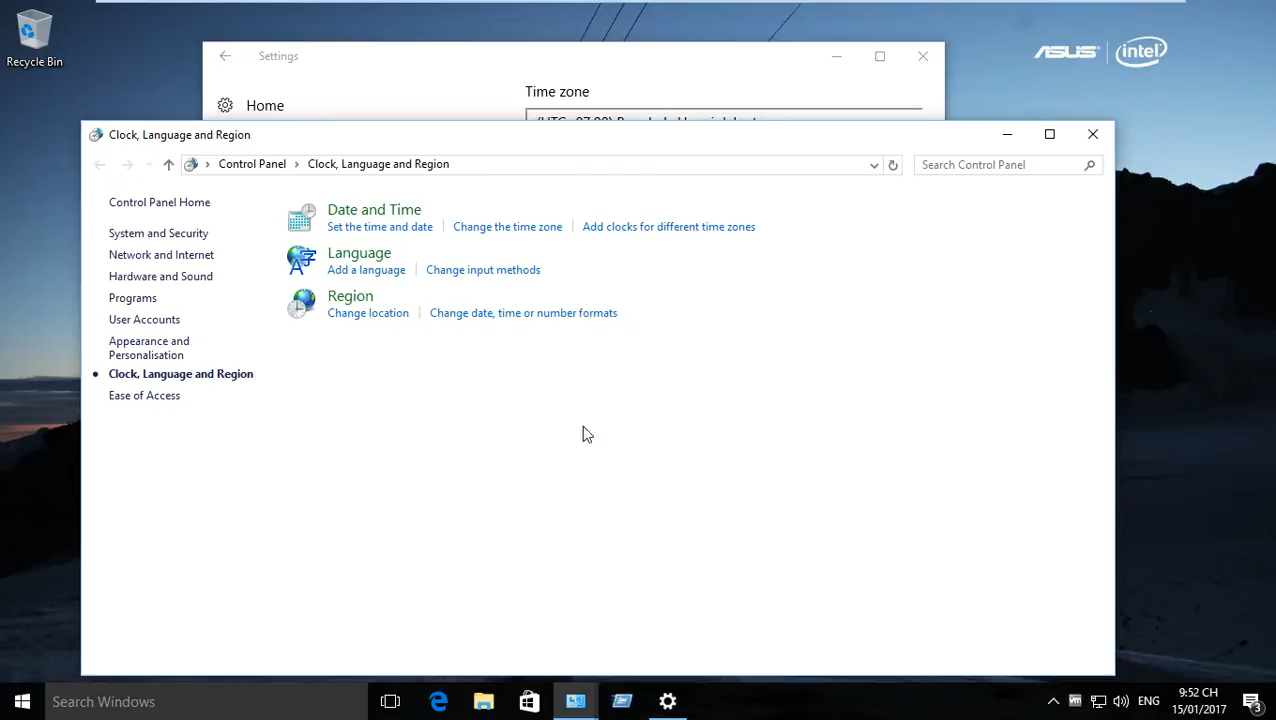 Recycle Bin
Settings
ASUS intel
Home
Time zone
Clock, Language and Region
Control Panel
Clock, Language and Region
Search Control Panel
Control Panel Home
System and Security
Network and Internet
Hardware and Sound
Programs
User Accounts
Appearance and
Personalisation
Clock, Language and Region
Ease of Access
Date and Time
Set the time and date
Change the time zone
Add clocks for different time zones
Language
Add a language
Change input methods
Region
Change location
Change date, time or number formats
Search Windows
ENG
9:52 CH
15/01/2017
3